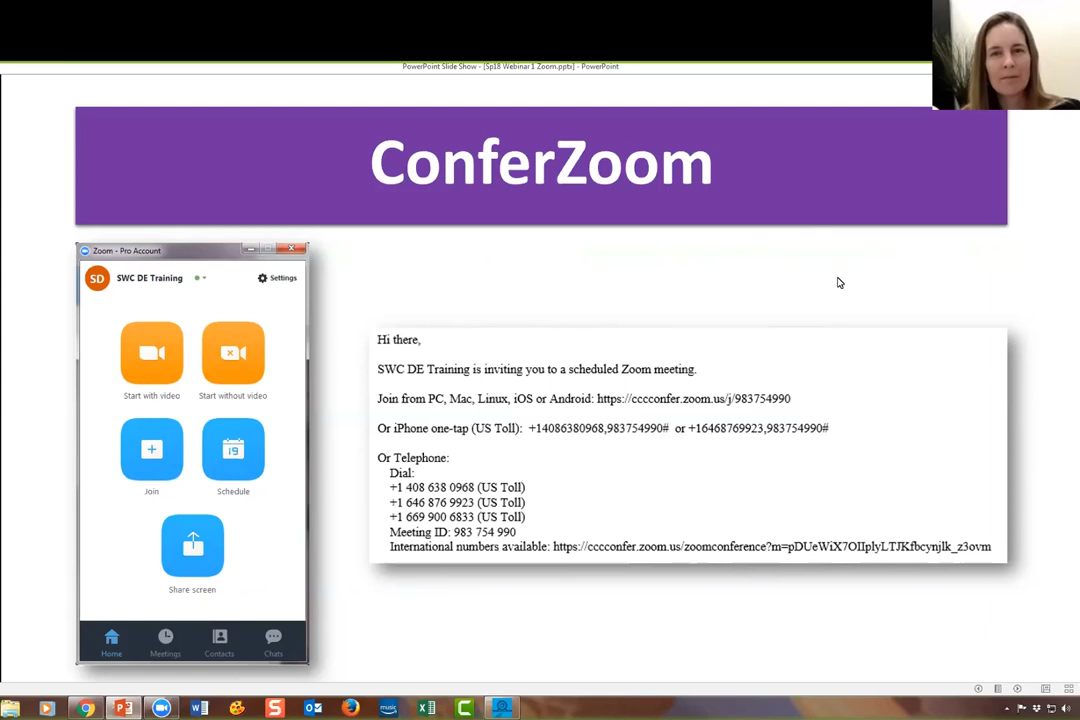 PowerPoint Slide Show - [Sp18 Webinar 1 Zoom.pptx] - PowerPoint
ConferZoom
Zoom - Pro Account
SD SWC DE Training Settings
Start with video Start without video
19
Join Schedule
Share screen
Home Meetings Contacts Chats
Hi there,
SWC DE Training is inviting you to a scheduled Zoom meeting.
Join from PC, Mac, Linux, iOS or Android: https://cccconfer.zoom.us/j/983754990
Or iPhone one-tap (US Toll): +14086380968,983754990# or +16468769923,983754990#
Or Telephone:
Dial:
+1 408 638 0968 (US Toll)
+1 646 876 9923 (US Toll)
+1 669 900 6833 (US Toll)
Meeting ID: 983 754 990
International numbers available: https://cccconfer.zoom.us/zoomconference?m=pDUeWiX7OIIplyLTJKfbcynjlk_z3ovm